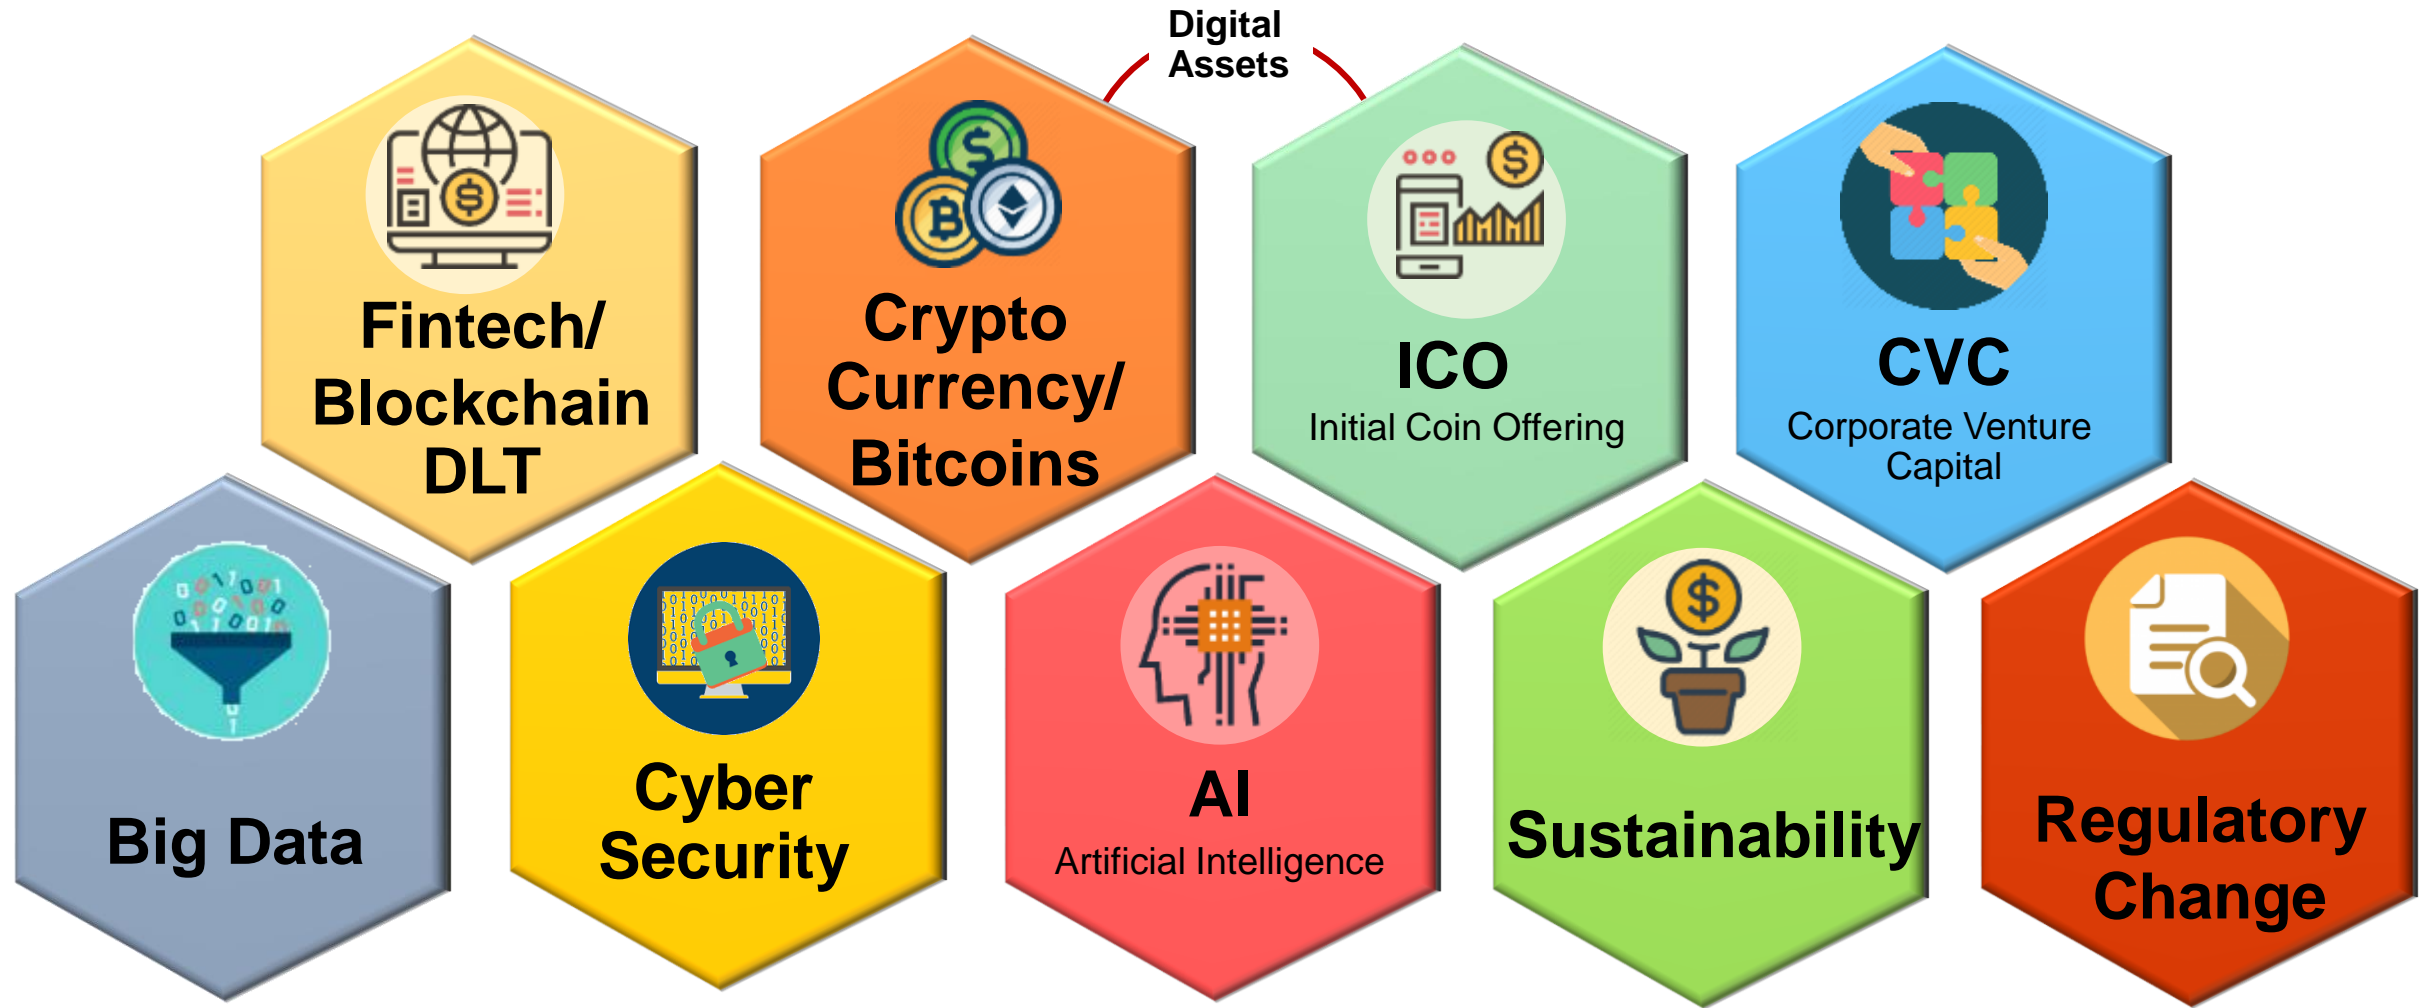 Digital
Assets
Fintech/
Blockchain
DLT
Crypto
Currency/
Bitcoins
ICO
Initial Coin Offering
CVC
Corporate Venture
Capital
Big Data
Cyber
Security
AI
Artificial Intelligence
Sustainability
Regulatory
Change